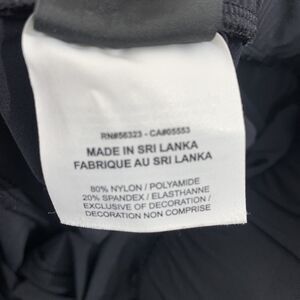 RN#56323 - CA#05553
MADE IN SRI LANKA
FABRIQUE AU SRI LANKA
80% NYLON / POLYAMIDE
20% SPANDEX / ELASTHANNE
EXCLUSIVE OF DECORATION /
DECORATION NON COMPRISE